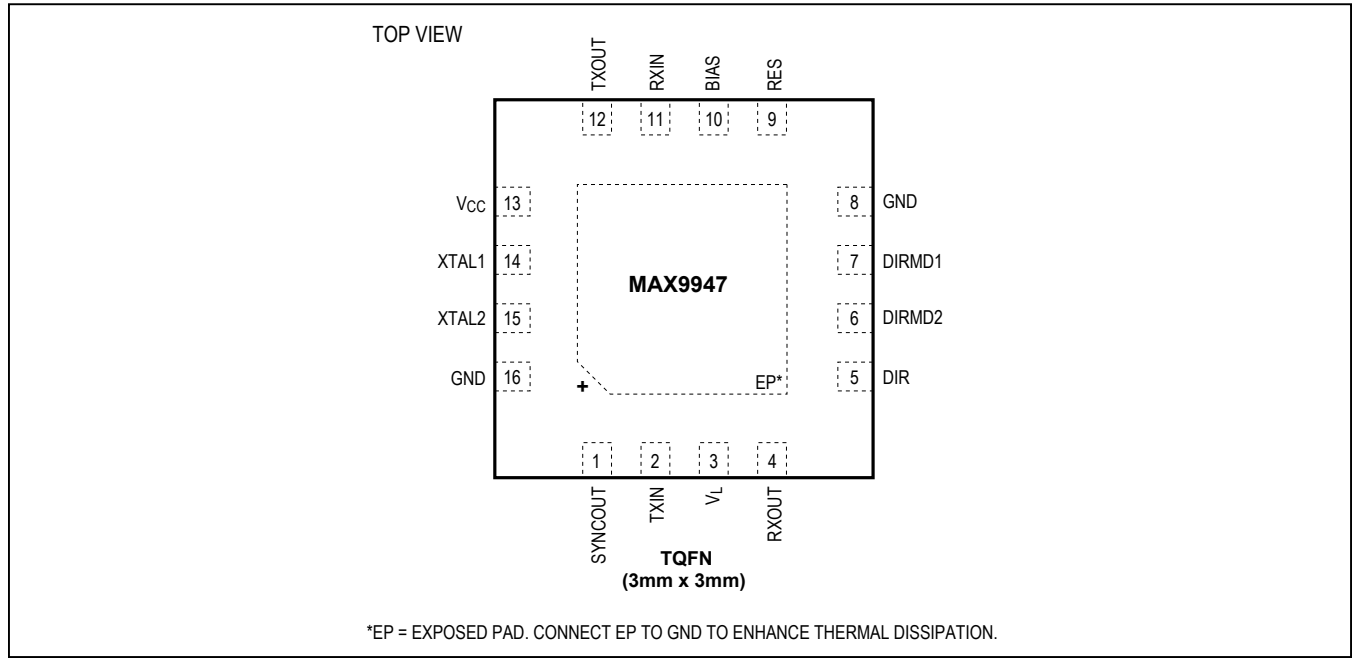 TOP VIEW
TXOUT
RXIN
BIAS
RES
12
11
10
9
VCC 13
8 GND
XTAL1 14
7 DIRMD1
MAX9947
XTAL2 15
6 DIRMD2
GND 16
5 DIR
+
EP*
1
2
3
4
SYNCOUT
TXIN
VL
RXOUT
TQFN
(3mm x 3mm)
*EP = EXPOSED PAD. CONNECT EP TO GND TO ENHANCE THERMAL DISSIPATION.